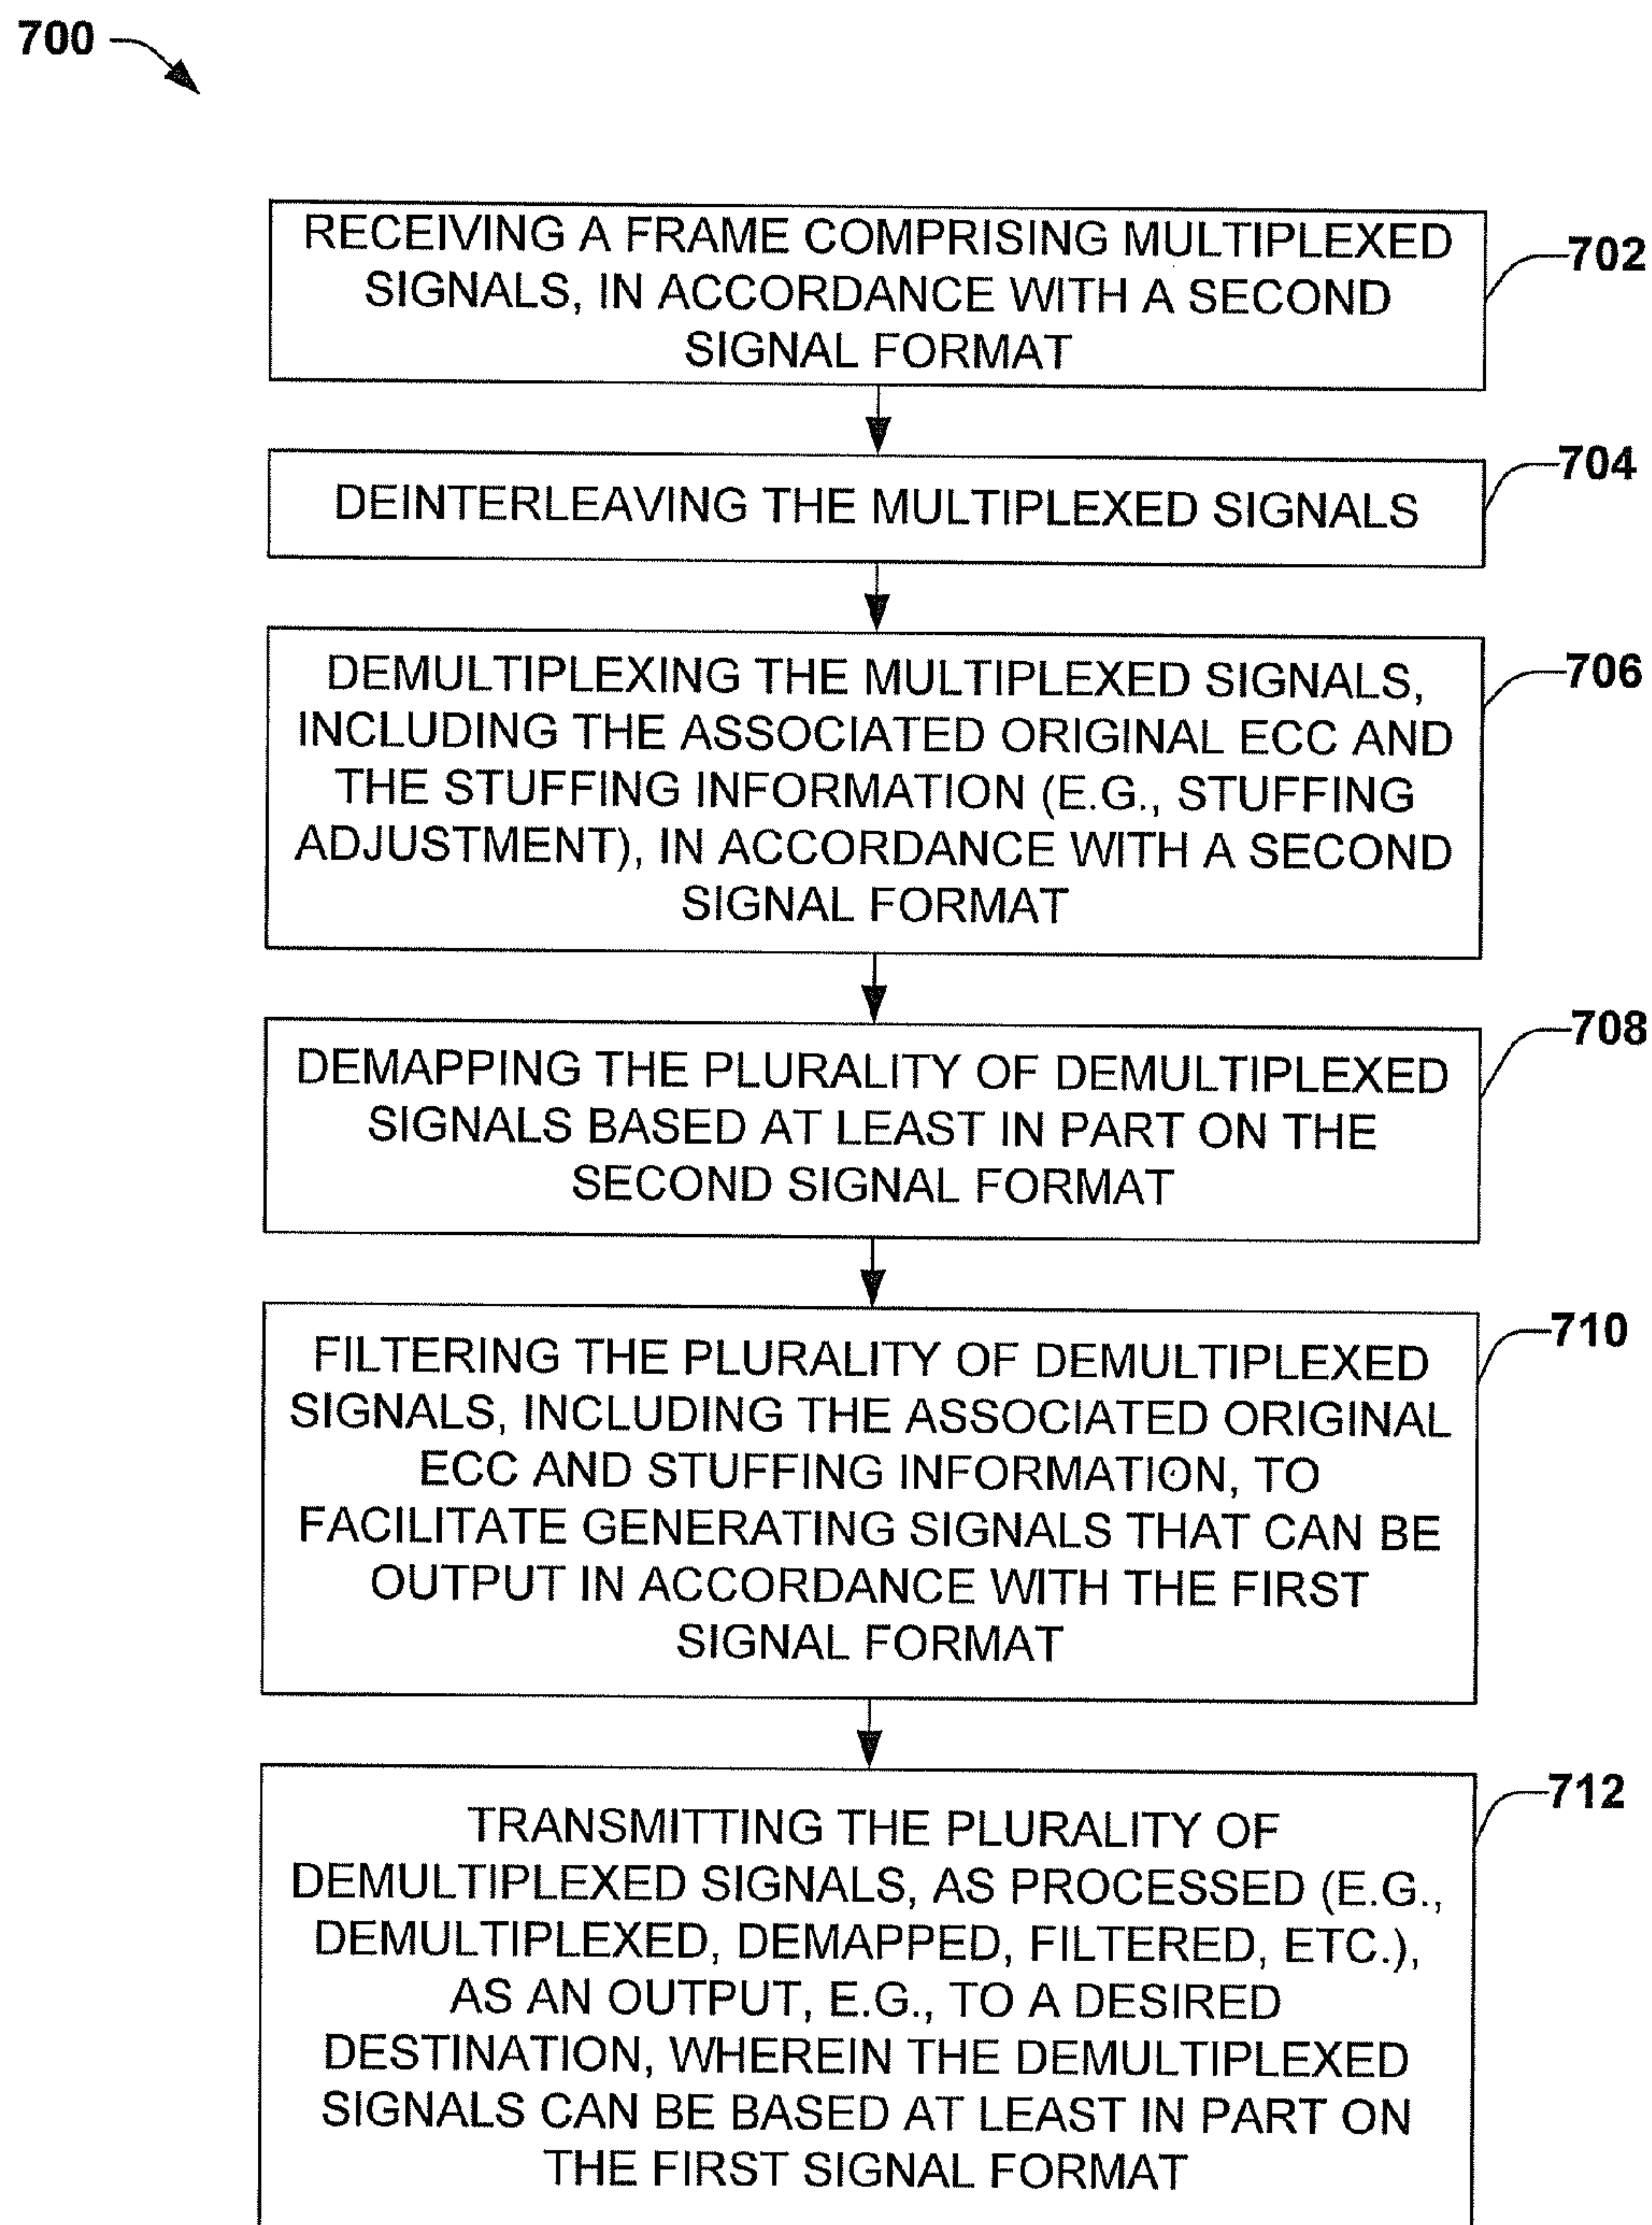 700
RECEIVING A FRAME COMPRISING MULTIPLEXED
SIGNALS, IN ACCORDANCE WITH A SECOND
SIGNAL FORMAT
702
DEINTERLEAVING THE MULTIPLEXED SIGNALS
704
DEMULTIPLEXING THE MULTIPLEXED SIGNALS,
INCLUDING THE ASSOCIATED ORIGINAL ECC AND
THE STUFFING INFORMATION (E.G., STUFFING
ADJUSTMENT), IN ACCORDANCE WITH A SECOND
SIGNAL FORMAT
706
DEMAPPING THE PLURALITY OF DEMULTIPLEXED
SIGNALS BASED AT LEAST IN PART ON THE
SECOND SIGNAL FORMAT
708
FILTERING THE PLURALITY OF DEMULTIPLEXED
SIGNALS, INCLUDING THE ASSOCIATED ORIGINAL
ECC AND STUFFING INFORMATION, TO
FACILITATE GENERATING SIGNALS THAT CAN BE
OUTPUT IN ACCORDANCE WITH THE FIRST
SIGNAL FORMAT
710
TRANSMITTING THE PLURALITY OF
DEMULTIPLEXED SIGNALS, AS PROCESSED (E.G.,
DEMULTIPLEXED, DEMAPPED, FILTERED, ETC.),
AS AN OUTPUT, E.G., TO A DESIRED
DESTINATION, WHEREIN THE DEMULTIPLEXED
SIGNALS CAN BE BASED AT LEAST IN PART ON
THE FIRST SIGNAL FORMAT
712